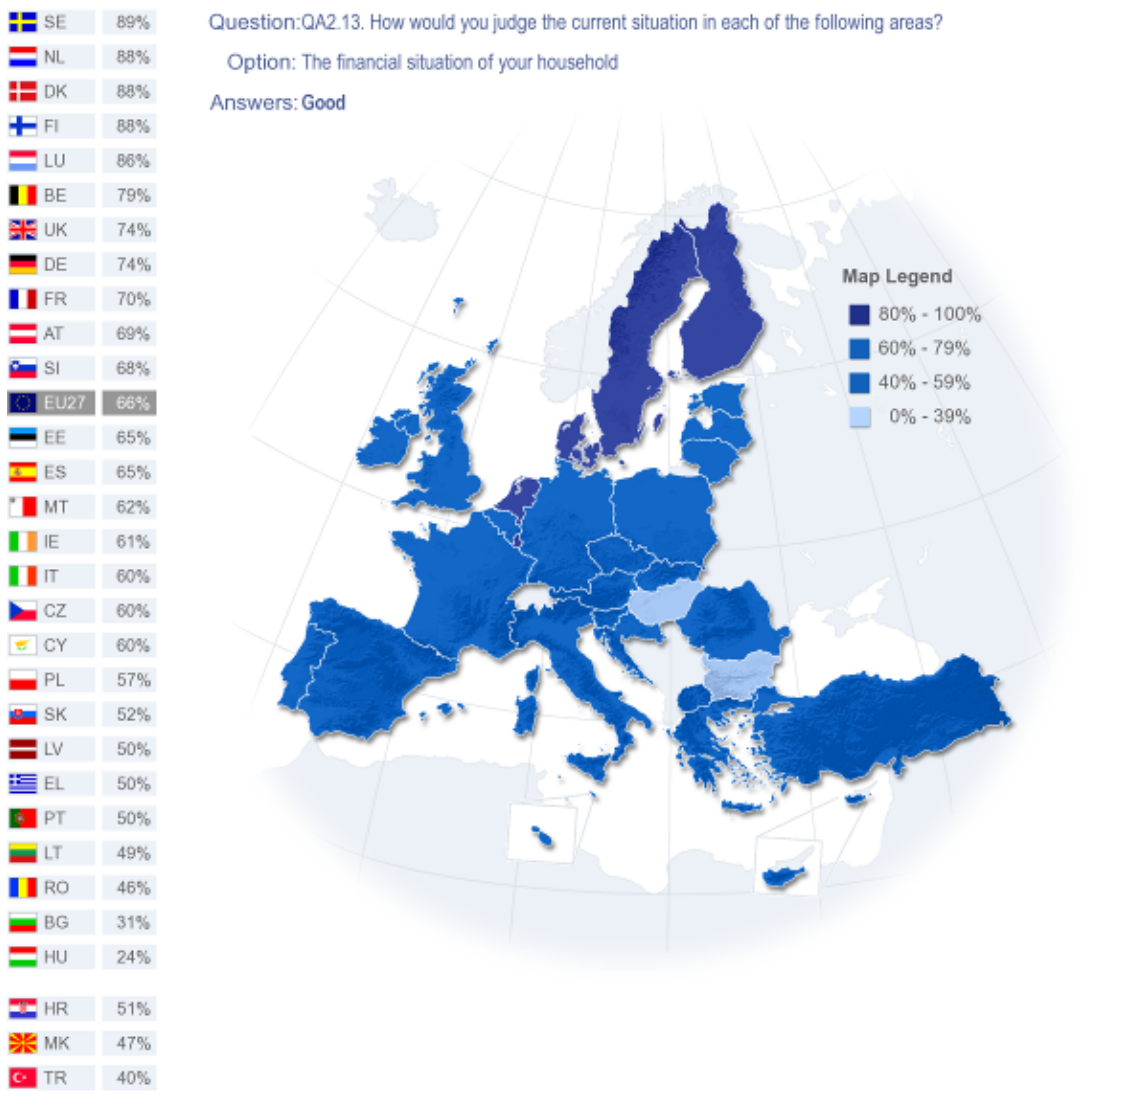 Question:QA2.13. How would you judge the current situation in each of the following areas?
Option: The financial situation of your household
Answers: Good
SE 89%
NL 88%
DK 88%
FI 88%
LU 86%
BE 79%
UK 74%
DE 74%
FR 70%
AT 69%
SI 68%
EU27 66%
EE 65%
ES 65%
MT 62%
IE 61%
IT 60%
CZ 60%
CY 60%
PL 57%
SK 52%
LV 50%
EL 50%
PT 50%
LT 49%
RO 46%
BG 31%
HU 24%
HR 51%
MK 47%
TR 40%
Map Legend
80% - 100%
60% - 79%
40% - 59%
0% - 39%